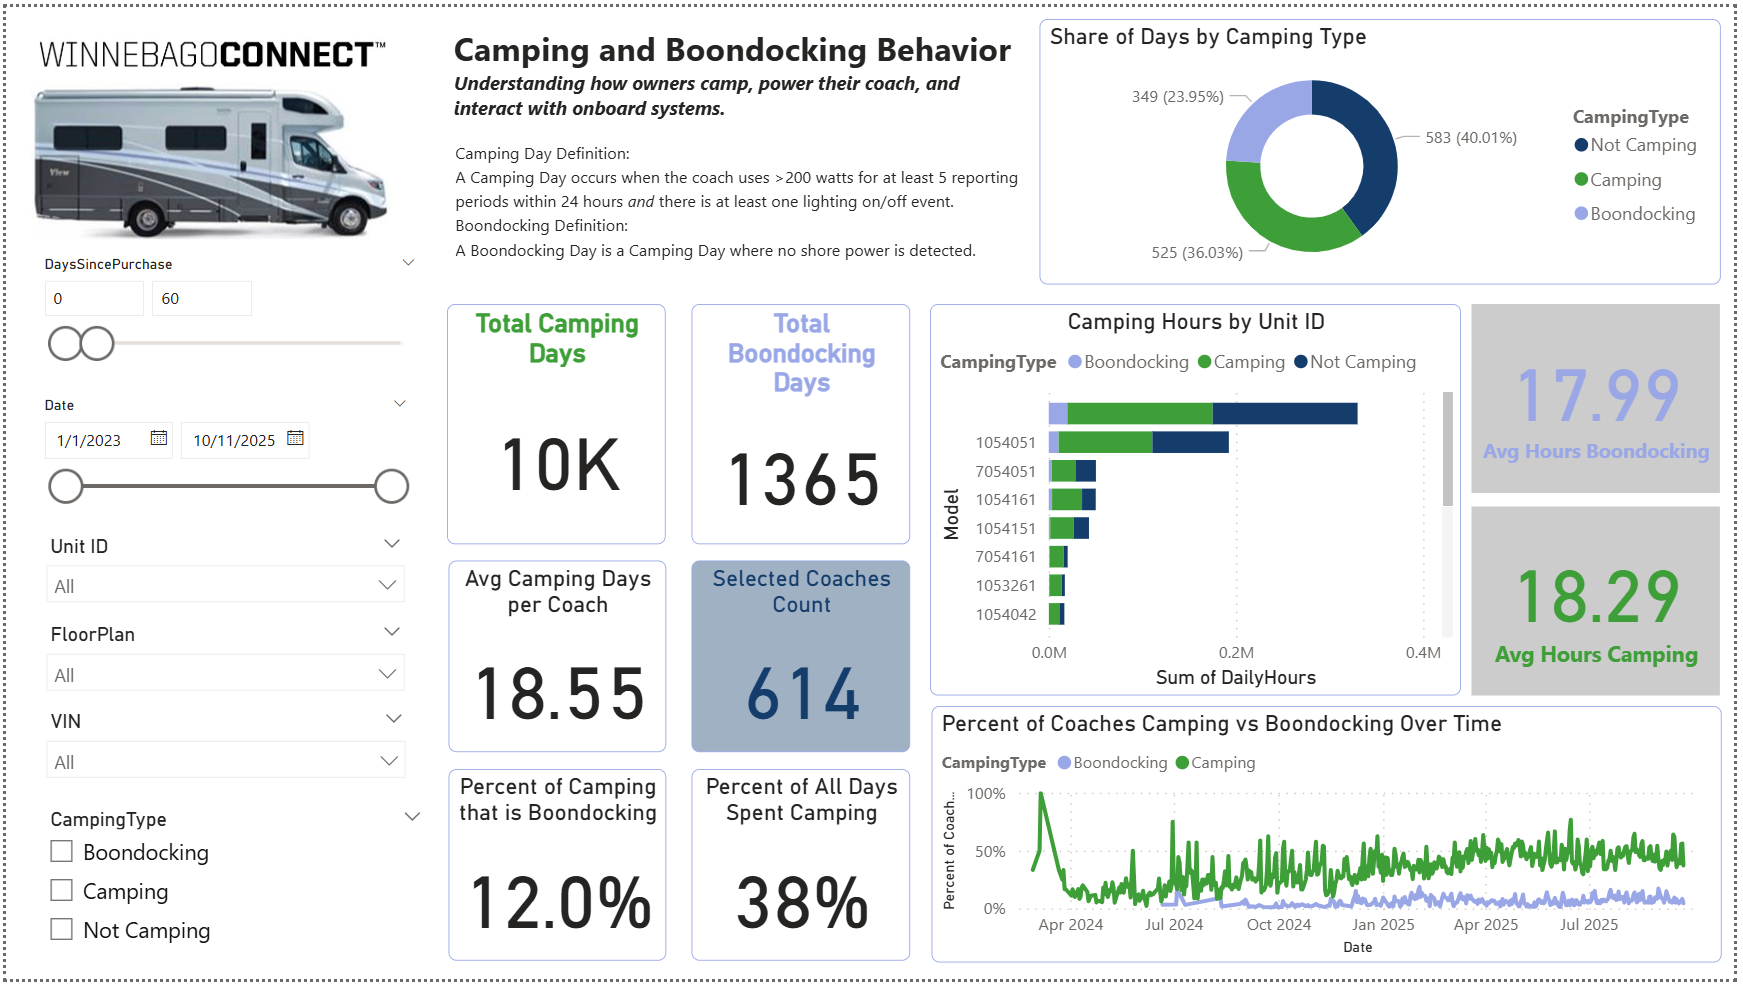 WINNEBAGOCONNECT™
View
DaysSincePurchase
0
60
Date
1/1/2023
10/11/2025
Unit ID
All
FloorPlan
All
VIN
All
CampingType
Boondocking
Camping
Not Camping
Camping and Boondocking Behavior
Understanding how owners camp, power their coach, and
interact with onboard systems.
Camping Day Definition:
A Camping Day occurs when the coach uses >200 watts for at least 5 reporting
periods within 24 hours and there is at least one lighting on/off event.
Boondocking Definition:
A Boondocking Day is a Camping Day where no shore power is detected.
Share of Days by Camping Type
349 (23.95%)
583 (40.01%)
525 (36.03%)
CampingType
Not Camping
Camping
Boondocking
Total Camping
Days
10K
Total
Boondocking
Days
1365
Avg Camping Days
per Coach
18.55
Selected Coaches
Count
614
Percent of Camping
that is Boondocking
12.0%
Percent of All Days
Spent Camping
38%
Camping Hours by Unit ID
CampingType Boondocking Camping Not Camping
Model
1054051
7054051
1054161
1054151
7054161
1053261
1054042
0.0M 0.2M 0.4M
Sum of DailyHours
17.99
Avg Hours Boondocking
18.29
Avg Hours Camping
Percent of Coaches Camping vs Boondocking Over Time
CampingType Boondocking Camping
Percent of Coach...
100%
50%
0%
Apr 2024 Jul 2024 Oct 2024 Jan 2025 Apr 2025 Jul 2025
Date